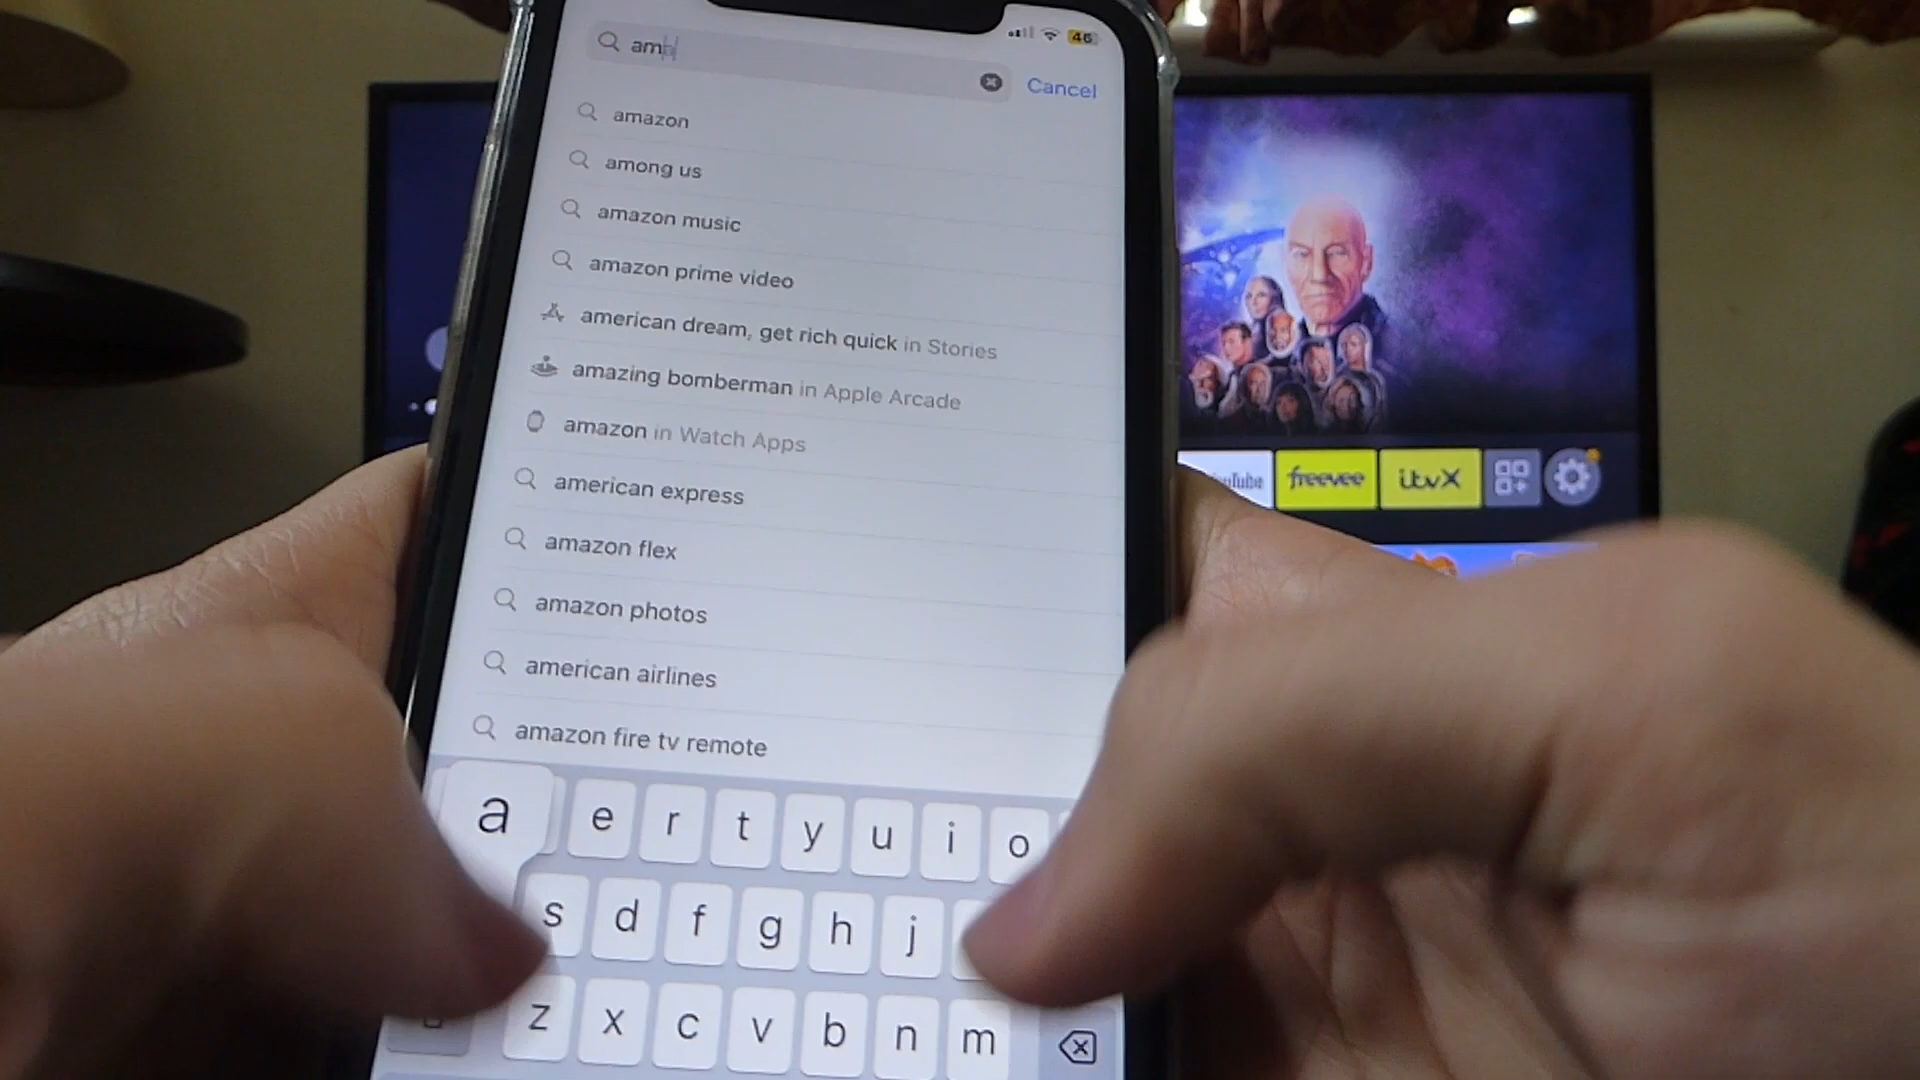 am
46
Cancel
amazon
among us
amazon music
amazon prime video
american dream, get rich quick in Stories
amazing bomberman in Apple Arcade
amazon in Watch Apps
american express
amazon flex
amazon photos
american airlines
amazon fire tv remote
a e r t y u i o
s d f g h j
z x c v b n m
uTube freevee itvX